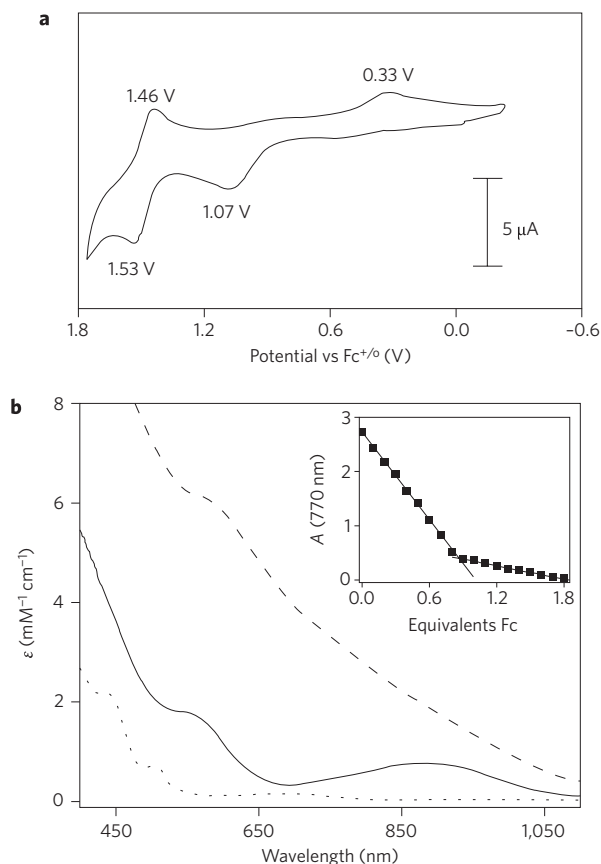 a
1.46 V
0.33 V
1.07 V
5 μA
1.53 V
1.8 1.2 0.6 0.0 –0.6
Potential vs Fc+/o (V)
b
8
6
4
2
0
ε (mM–1 cm–1)
450 650 850 1,050
Wavelength (nm)
3
2
1
0
A (770 nm)
0.0 0.6 1.2 1.8
Equivalents Fc